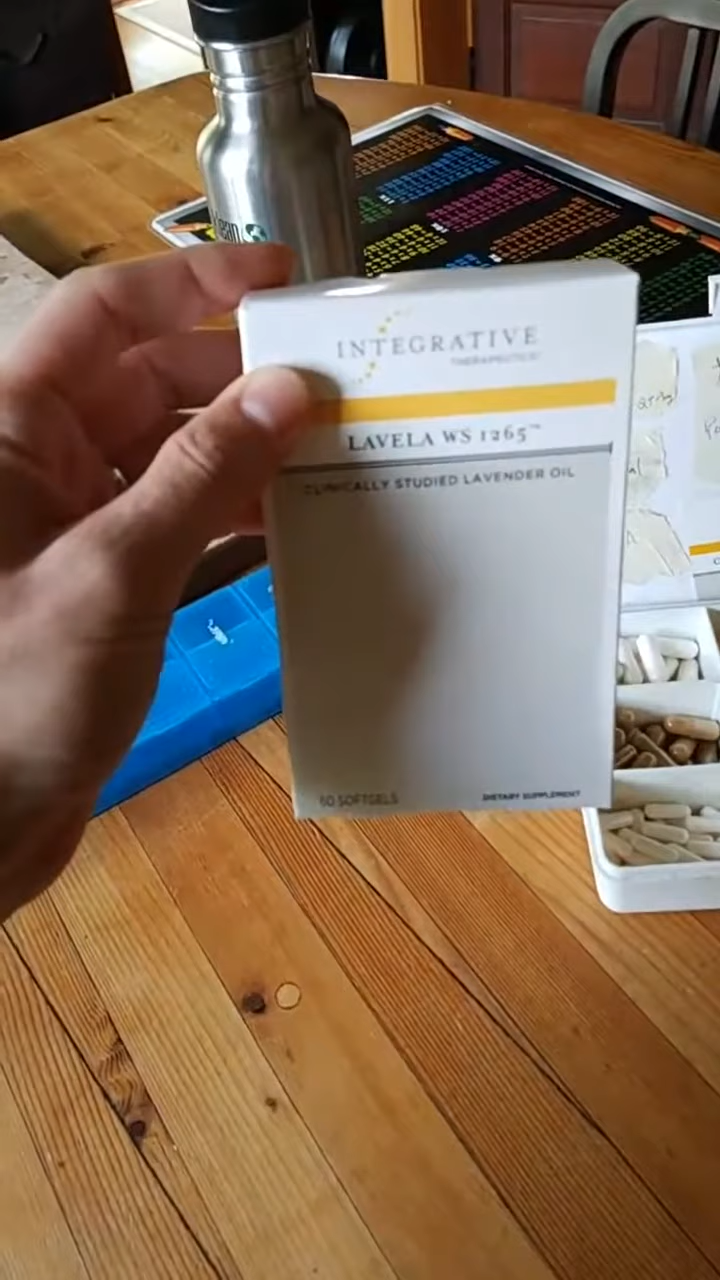 INTEGRATIVE
THERAPEUTICS
LAVELA WS 1265™
CLINICALLY STUDIED LAVENDER OIL
60 SOFTGELS
DIETARY SUPPLEMENT